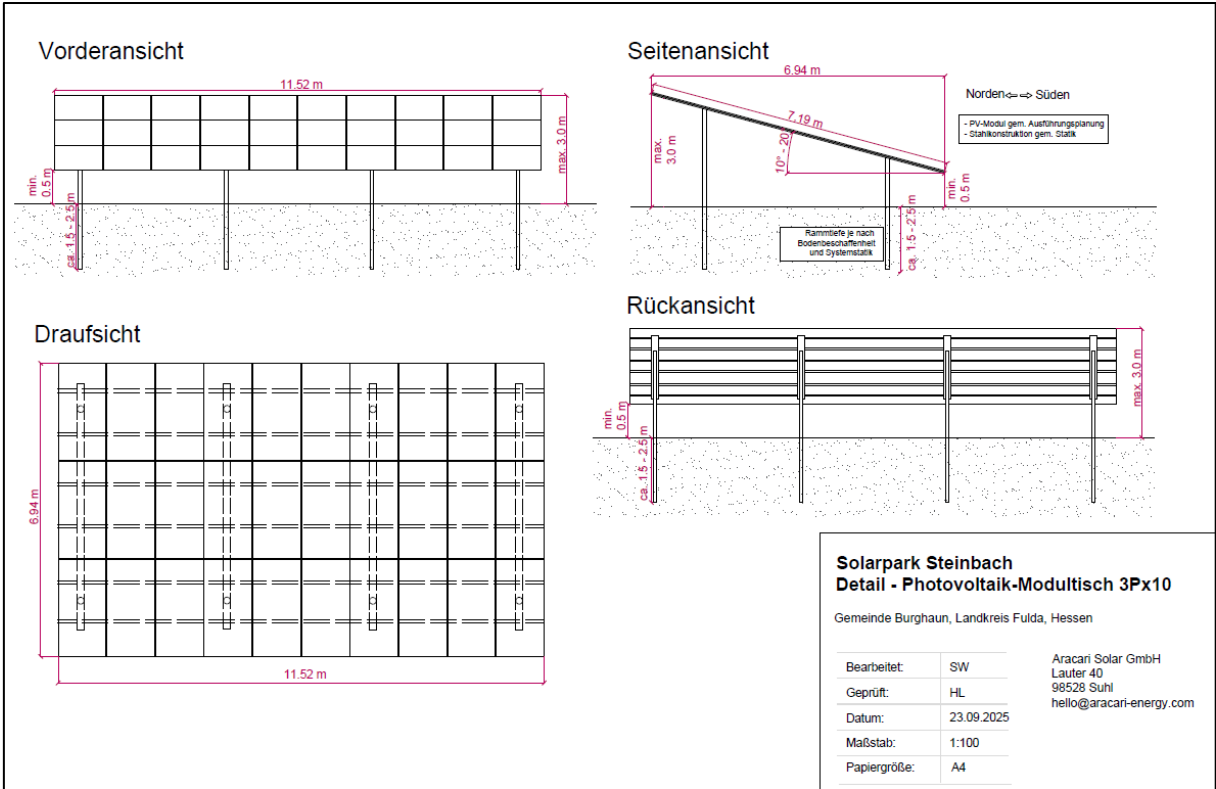 Vorderansicht
11.52 m
max. 3.0 m
min.
0.5 m
ca. 1.5 - 2.5 m
Seitenansicht
6.94 m
7.19 m
10° - 20°
max.
3.0 m
min.
0.5 m
ca. 1.5 - 2.5 m
Norden⇦ ⇨ Süden
- PV-Modul gem. Ausführungsplanung
- Stahlkonstruktion gem. Statik
Rammtiefe je nach
Bodenbeschaffenheit
und Systemstatik
Draufsicht
6.94 m
11.52 m
Rückansicht
max. 3.0 m
min.
0.5 m
ca. 1.5 - 2.5 m
Solarpark Steinbach
Detail - Photovoltaik-Modultisch 3Px10
Gemeinde Burghaun, Landkreis Fulda, Hessen
Bearbeitet: SW
Geprüft: HL
Datum: 23.09.2025
Maßstab: 1:100
Papiergröße: A4
Aracari Solar GmbH
Lauter 40
98528 Suhl
hello@aracari-energy.com